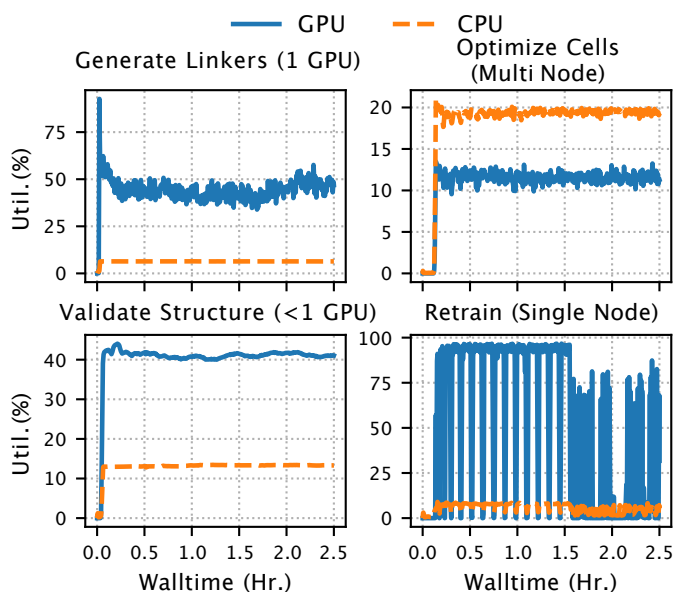 GPU CPU
Generate Linkers (1 GPU)
Optimize Cells
(Multi Node)
Util.(%)
75
50
25
0
20
15
10
5
0
Validate Structure (<1 GPU)
Retrain (Single Node)
Util.(%)
40
30
20
10
0
0.0 0.5 1.0 1.5 2.0 2.5
Walltime (Hr.)
100
75
50
25
0
0.0 0.5 1.0 1.5 2.0 2.5
Walltime (Hr.)